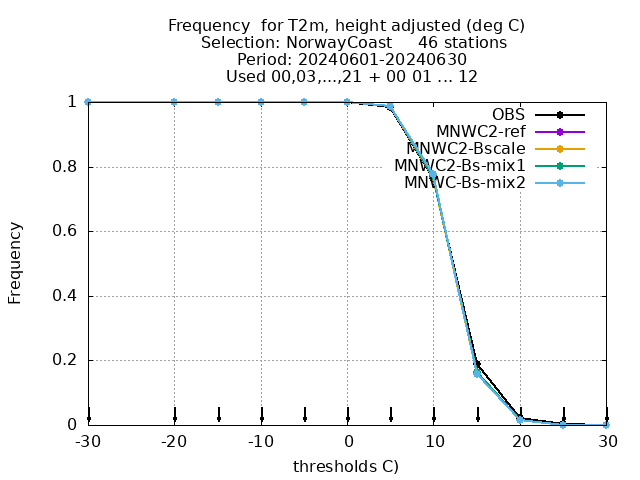 Frequency  for T2m, height adjusted (deg C)
Selection: NorwayCoast     46 stations
Period: 20240601-20240630
Used 00,03,...,21 + 00 01 ... 12
OBS
MNWC2-ref
MNWC2-Bscale
MNWC2-Bs-mix1
MNWC-Bs-mix2
Frequency
1
0.8
0.6
0.4
0.2
0
-30 -20 -10 0 10 20 30
thresholds C)